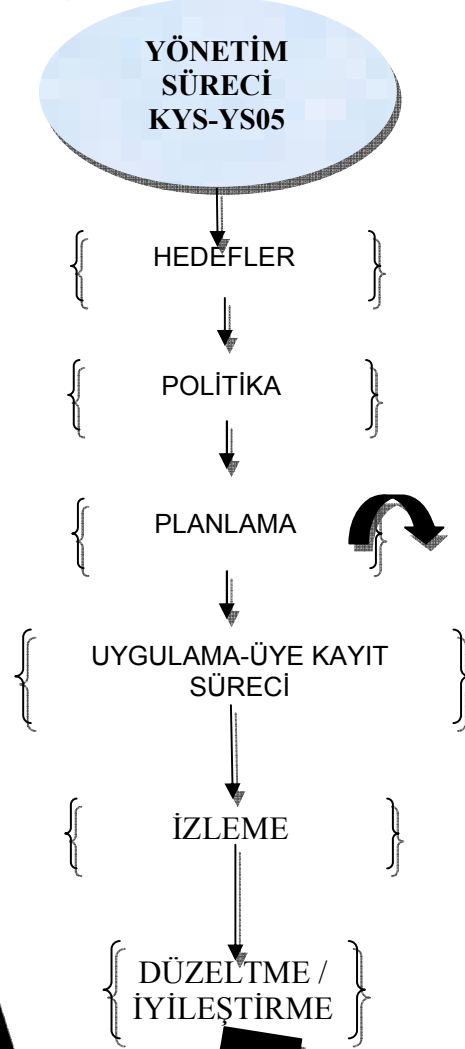 YÖNETİM
SÜRECİ
KYS-YS05
HEDEFLER
POLİTİKA
PLANLAMA
UYGULAMA-ÜYE KAYIT
SÜRECİ
İZLEME
DÜZELTME /
İYİLEŞTİRME